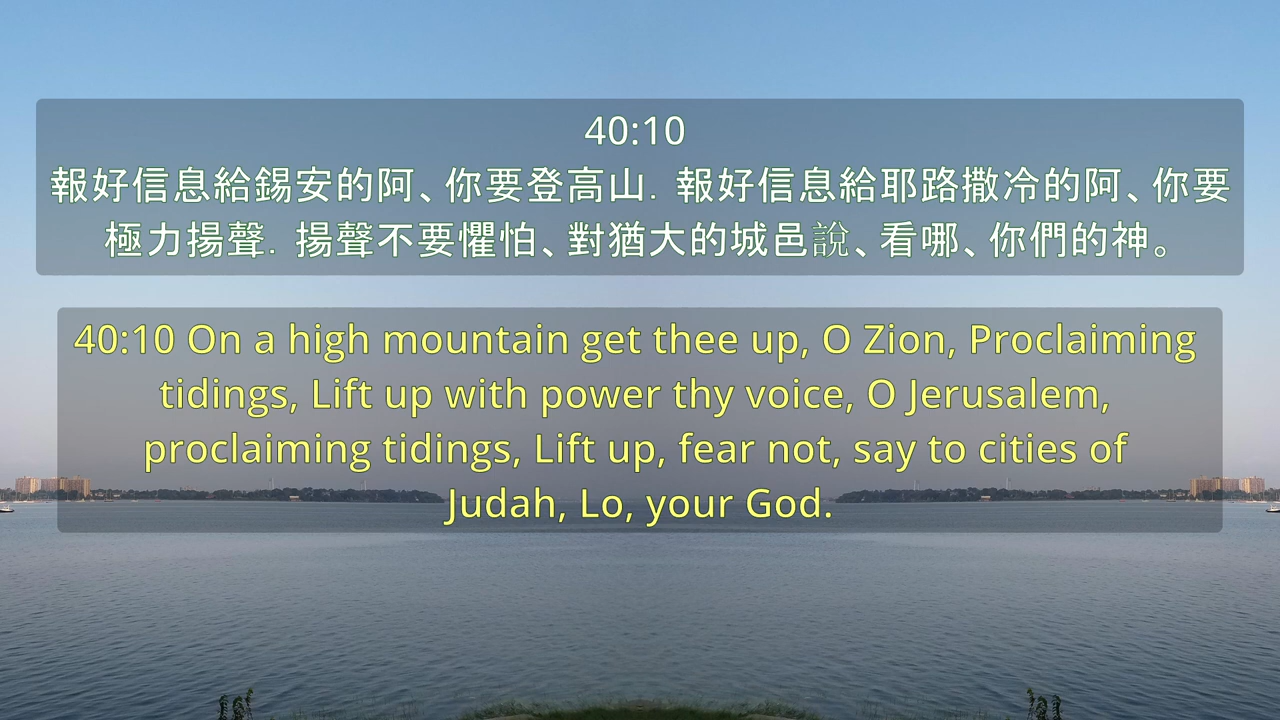 40:10
報好信息給錫安的阿、你要登高山．報好信息給耶路撒冷的阿、你要
極力揚聲．揚聲不要懼怕、對猶大的城邑說、看哪、你們的神。
40:10 On a high mountain get thee up, O Zion, Proclaiming
tidings, Lift up with power thy voice, O Jerusalem,
proclaiming tidings, Lift up, fear not, say to cities of
Judah, Lo, your God.